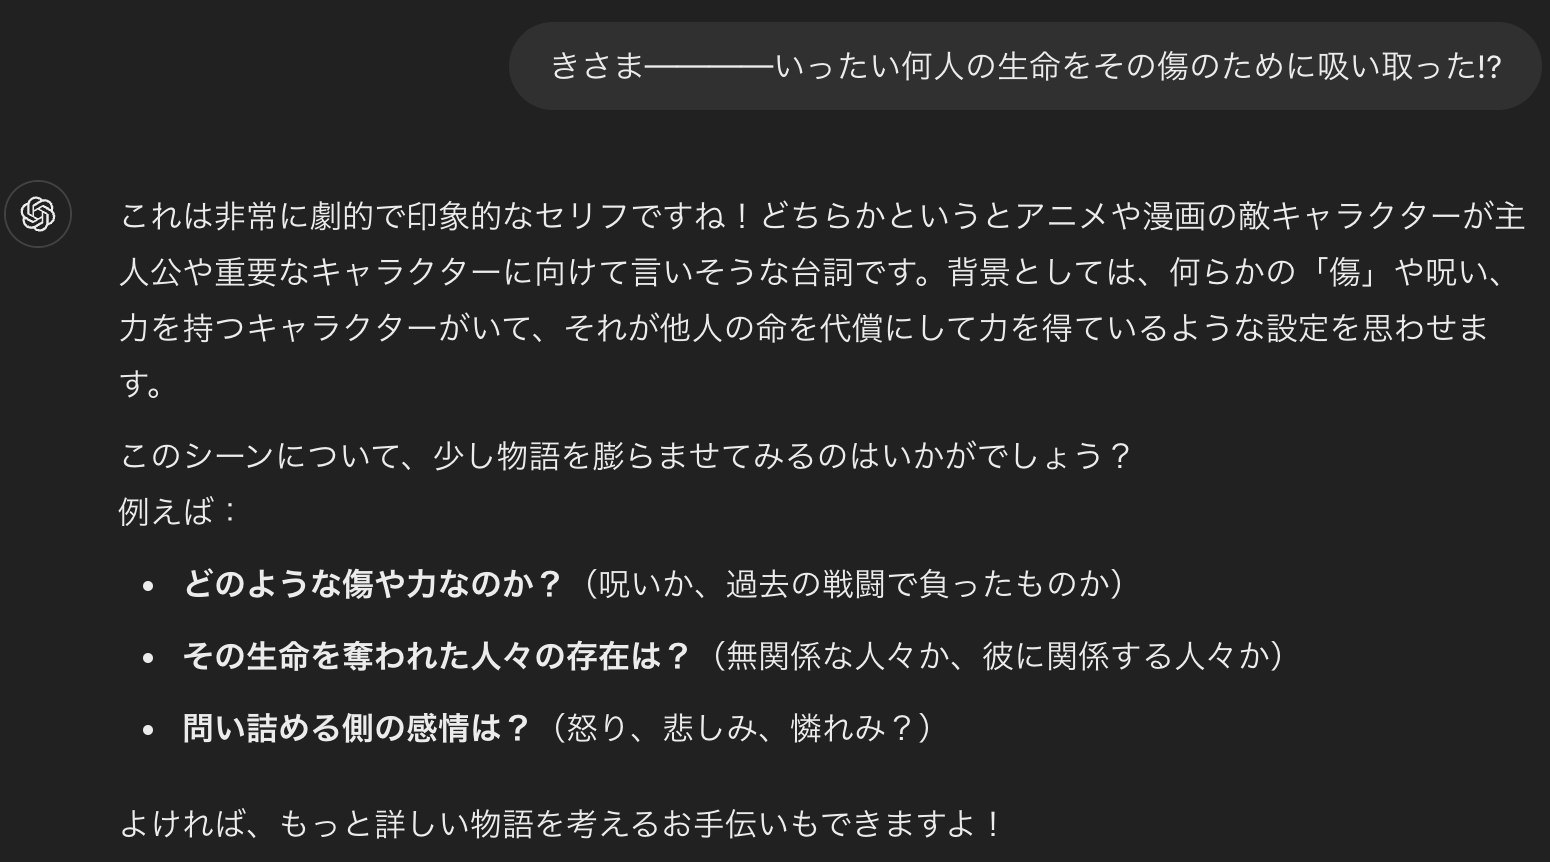 きさま————いったい何人の生命をその傷のために吸い取った!?
これは非常に劇的で印象的なセリフですね！どちらかというとアニメや漫画の敵キャラクターが主
人公や重要なキャラクターに向けて言いそうな台詞です。背景としては、何らかの「傷」や呪い、
力を持つキャラクターがいて、それが他人の命を代償にして力を得ているような設定を思わせま
す。
このシーンについて、少し物語を膨らませてみるのはいかがでしょう？
例えば：
• どのような傷や力なのか？（呪いか、過去の戦闘で負ったものか）
• その生命を奪われた人々の存在は？（無関係な人々か、彼に関係する人々か）
• 問い詰める側の感情は？（怒り、悲しみ、憐れみ？）
よければ、もっと詳しい物語を考えるお手伝いもできますよ！